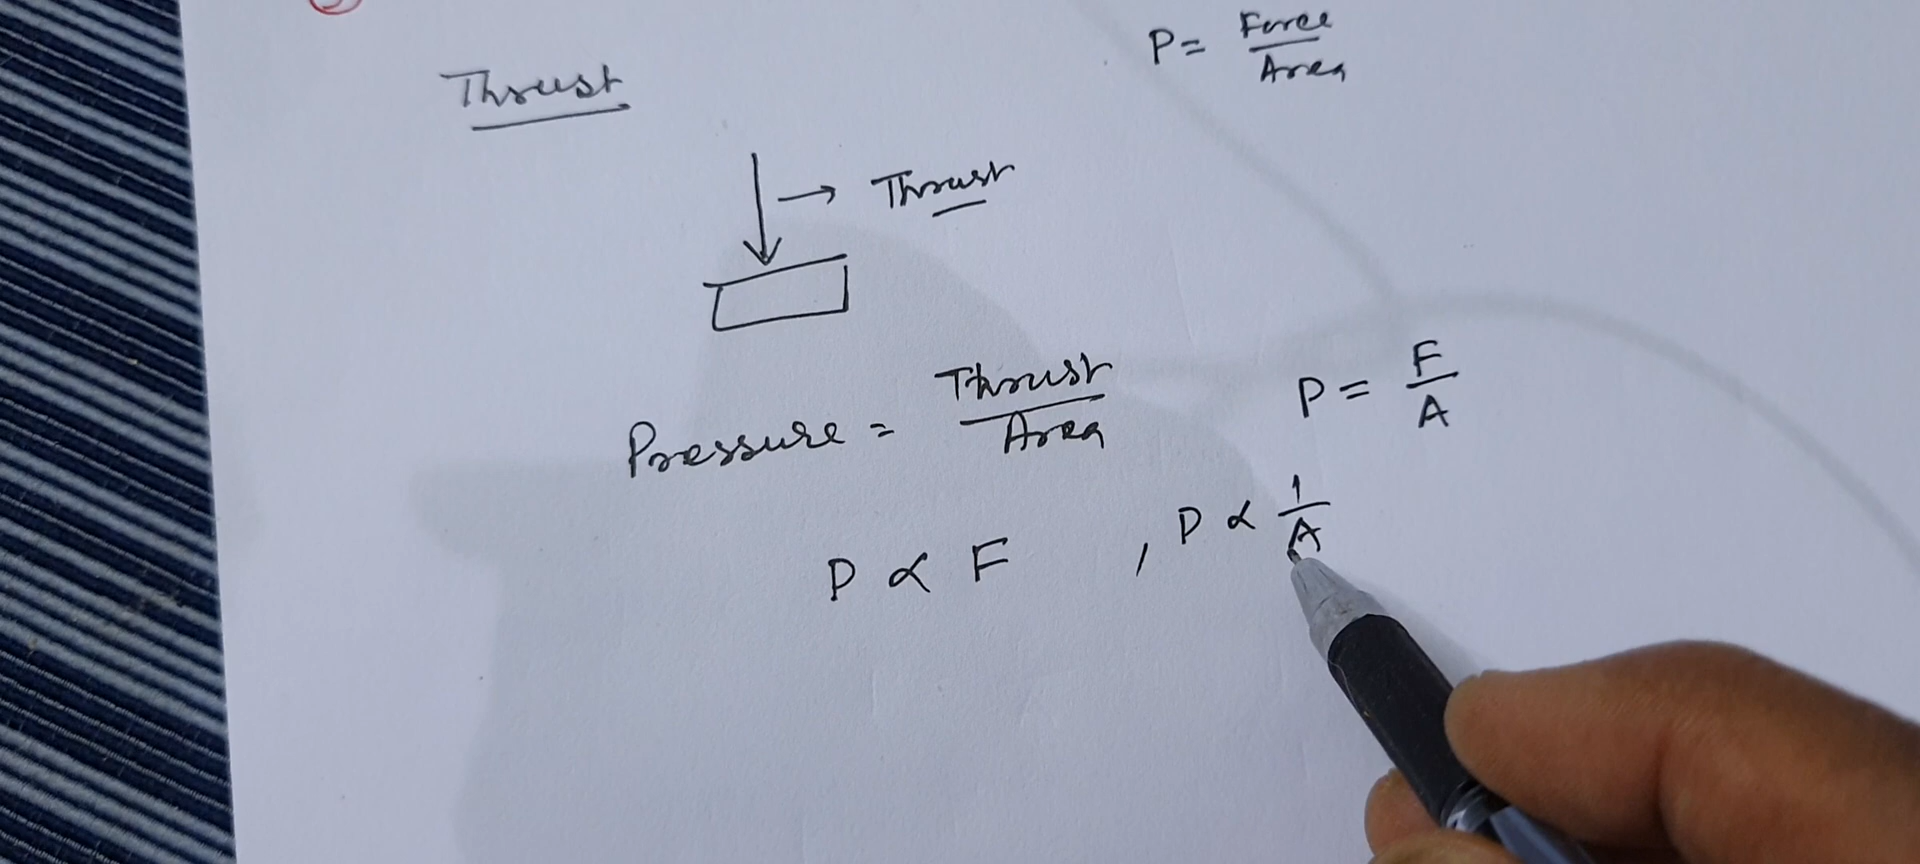 P = Force / Area
Thrust
→ Thrust
Pressure = Thrust / Area
P = F / A
P ∝ F , P ∝ 1 / A